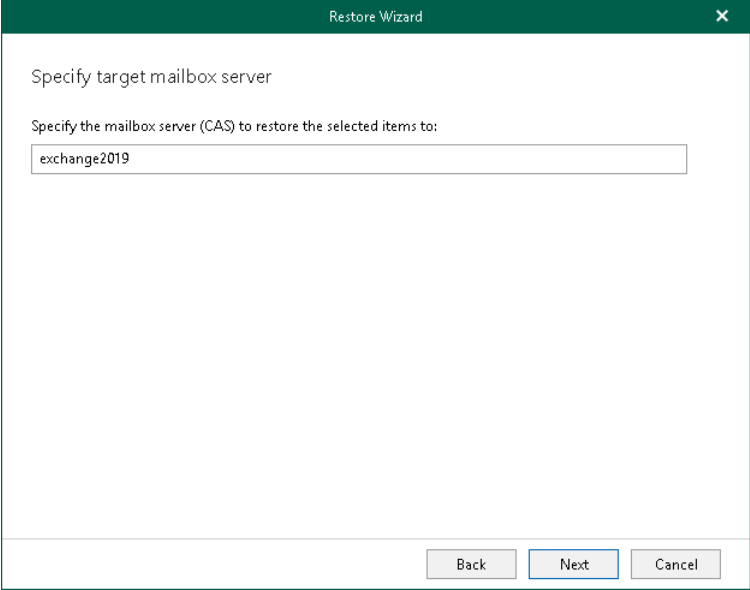 Restore Wizard
Specify target mailbox server
Specify the mailbox server (CAS) to restore the selected items to:
exchange2019
Back Next Cancel